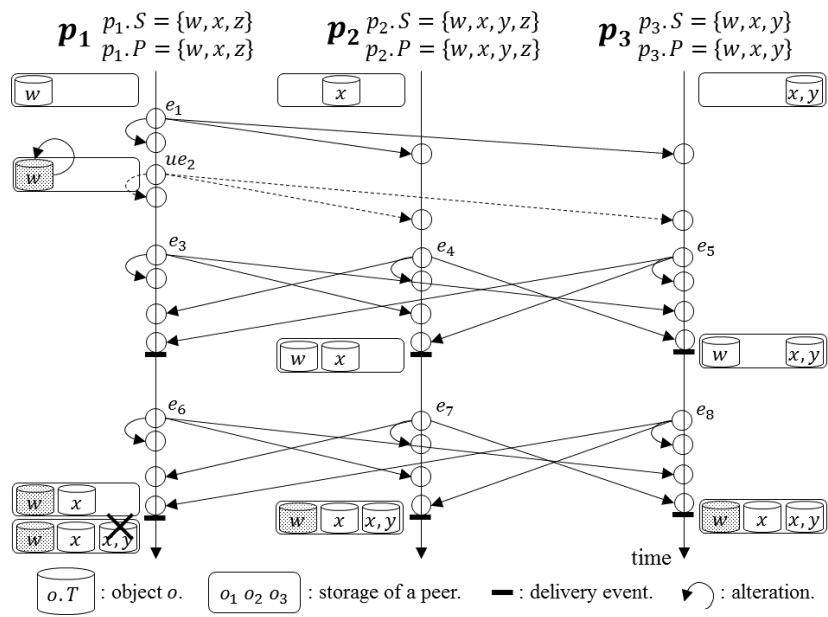 p₁ p₁.S = {w, x, z} p₂ p₂.S = {w, x, y, z} p₃ p₃.S = {w, x, y}
p₁.P = {w, x, z} p₂.P = {w, x, y, z} p₃.P = {w, x, y}
w x x, y
e₁
ue₂
w
e₃ e₄ e₅
w x w x, y
e₆ e₇ e₈
w x
w x x, y w x x, y w x x, y
time
o.T : object o. o₁ o₂ o₃ : storage of a peer. : delivery event. : alteration.